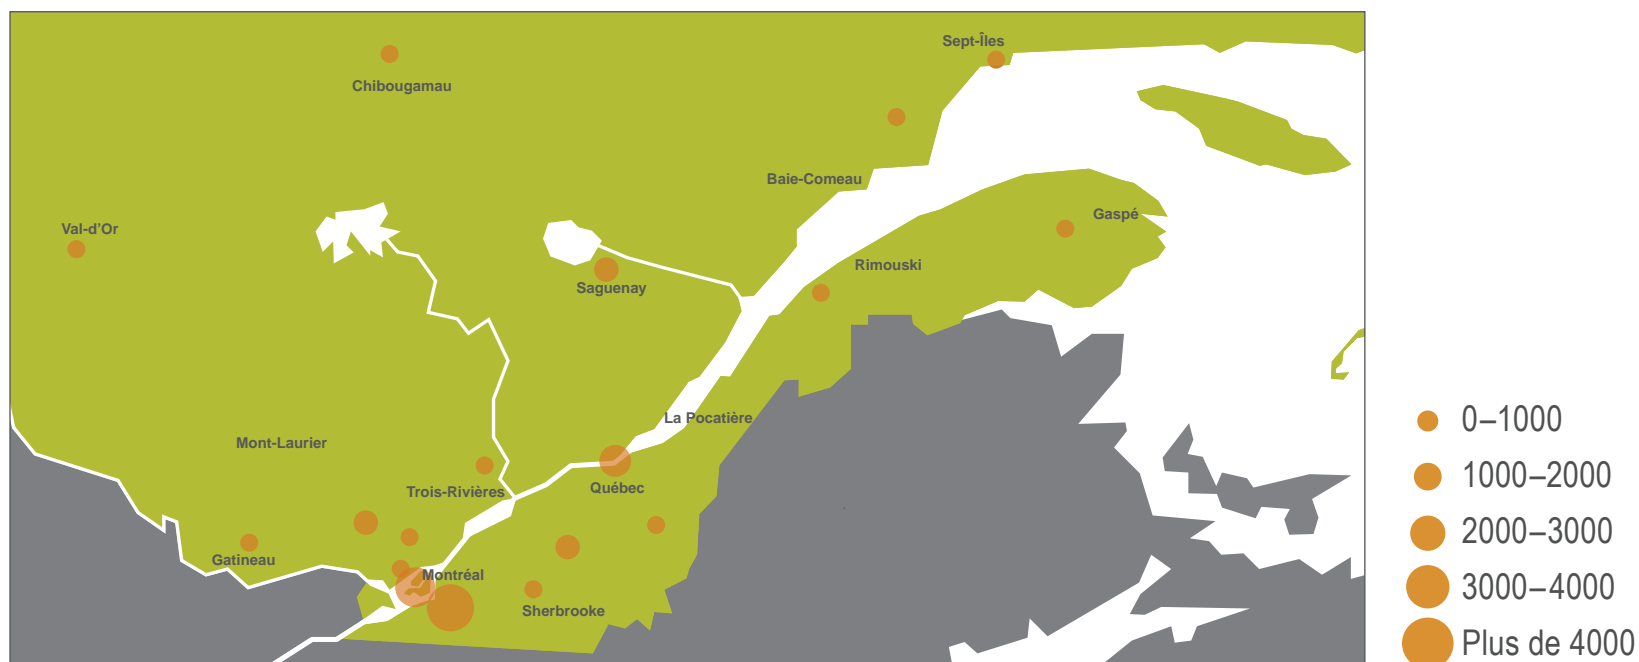 Sept-Îles
Chibougamau
Baie-Comeau
Gaspé
Val-d'Or
Rimouski
Saguenay
La Pocatière
Mont-Laurier
Trois-Rivières
Québec
Gatineau
Montréal
Sherbrooke
0–1000
1000–2000
2000–3000
3000–4000
Plus de 4000